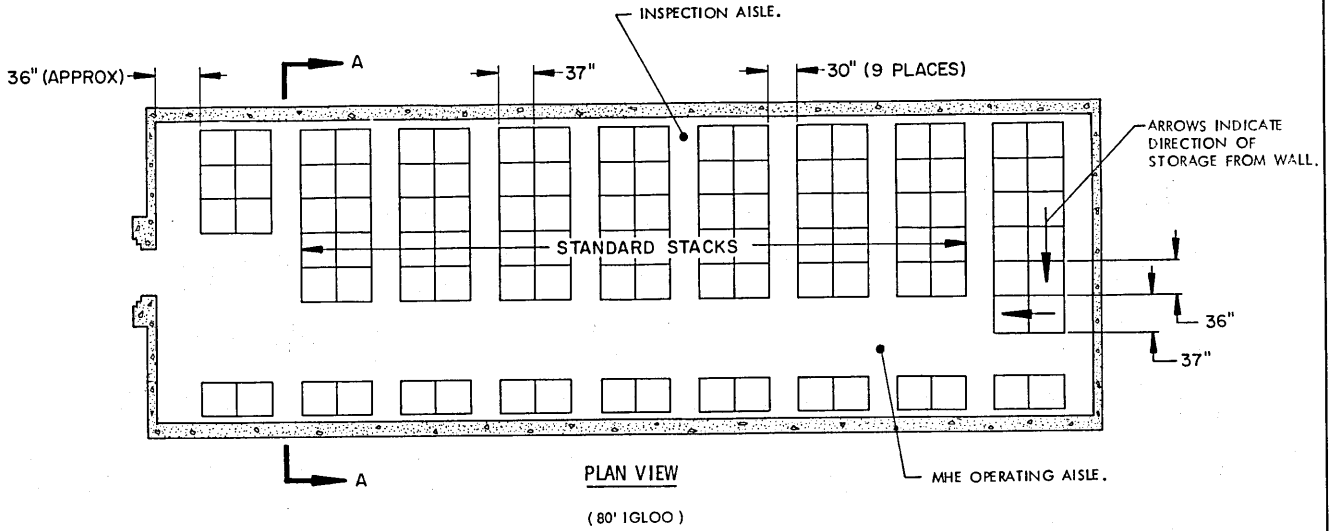 INSPECTION AISLE.
36" (APPROX)
A
37"
30" (9 PLACES)
ARROWS INDICATE
DIRECTION OF
STORAGE FROM WALL.
STANDARD STACKS
36"
37"
A
PLAN VIEW
MHE OPERATING AISLE.
(80' IGLOO)